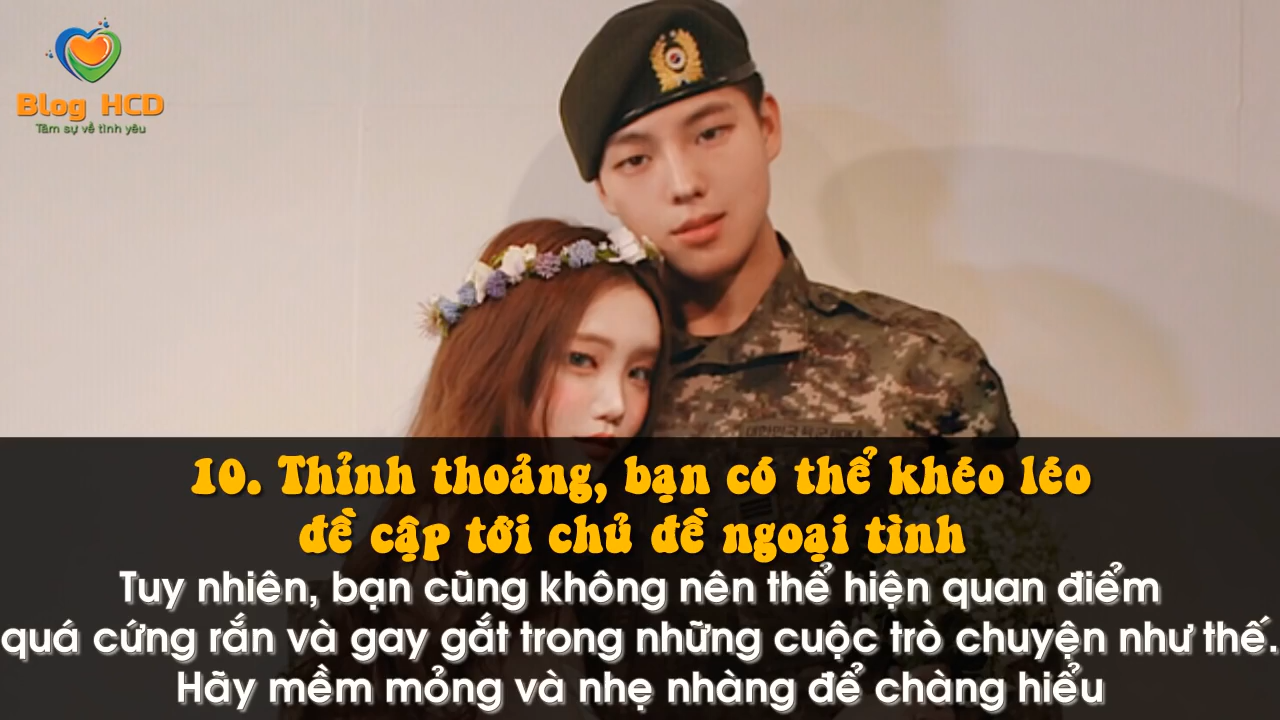 Blog HCD
Tâm sự về tình yêu
10. Thỉnh thoảng, bạn có thể khéo léo
đề cập tới chủ đề ngoại tình
Tuy nhiên, bạn cũng không nên thể hiện quan điểm
quá cứng rắn và gay gắt trong những cuộc trò chuyện như thế.
Hãy mềm mỏng và nhẹ nhàng để chàng hiểu